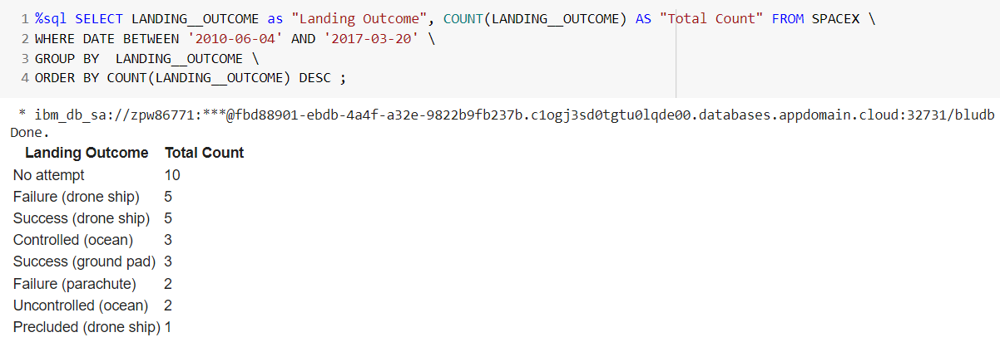 1 %sql SELECT LANDING__OUTCOME as "Landing Outcome", COUNT(LANDING__OUTCOME) AS "Total Count" FROM SPACEX \
2 WHERE DATE BETWEEN '2010-06-04' AND '2017-03-20' \
3 GROUP BY  LANDING__OUTCOME \
4 ORDER BY COUNT(LANDING__OUTCOME) DESC ;
* ibm_db_sa://zpw86771:***@fbd88901-ebdb-4a4f-a32e-9822b9fb237b.c1ogj3sd0tgtu0lqde00.databases.appdomain.cloud:32731/bludb
Done.
Landing Outcome Total Count
No attempt 10
Failure (drone ship) 5
Success (drone ship) 5
Controlled (ocean) 3
Success (ground pad) 3
Failure (parachute) 2
Uncontrolled (ocean) 2
Precluded (drone ship) 1